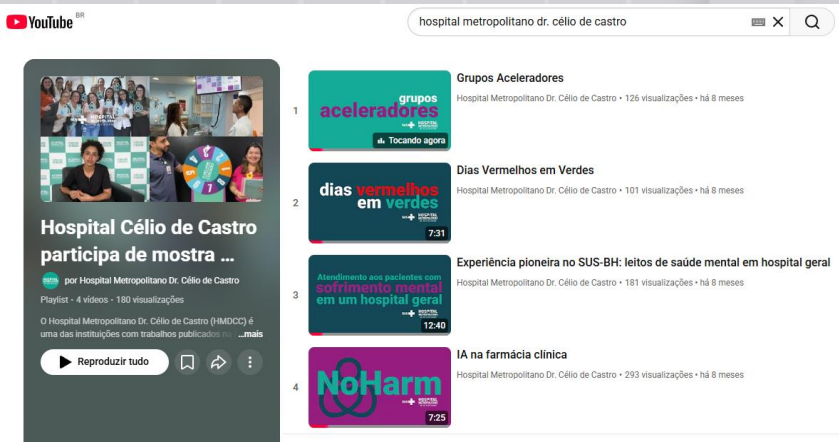 YouTube BR
hospital metropolitano dr. célio de castro
Hospital Célio de Castro
participa de mostra ...
por Hospital Metropolitano Dr. Célio de Castro
Playlist • 4 vídeos • 180 visualizações
O Hospital Metropolitano Dr. Célio de Castro (HMDCC) é
uma das instituições com trabalhos publicados na ...mais
Reproduzir tudo
1
grupos
aceleradores
Tocando agora
Grupos Aceleradores
Hospital Metropolitano Dr. Célio de Castro • 126 visualizações • há 8 meses
2
dias vermelhos
em verdes
7:31
Dias Vermelhos em Verdes
Hospital Metropolitano Dr. Célio de Castro • 101 visualizações • há 8 meses
3
Atendimento aos pacientes com
sofrimento mental
em um hospital geral
12:40
Experiência pioneira no SUS-BH: leitos de saúde mental em hospital geral
Hospital Metropolitano Dr. Célio de Castro • 181 visualizações • há 8 meses
4
NoHarm
7:25
IA na farmácia clínica
Hospital Metropolitano Dr. Célio de Castro • 293 visualizações • há 8 meses